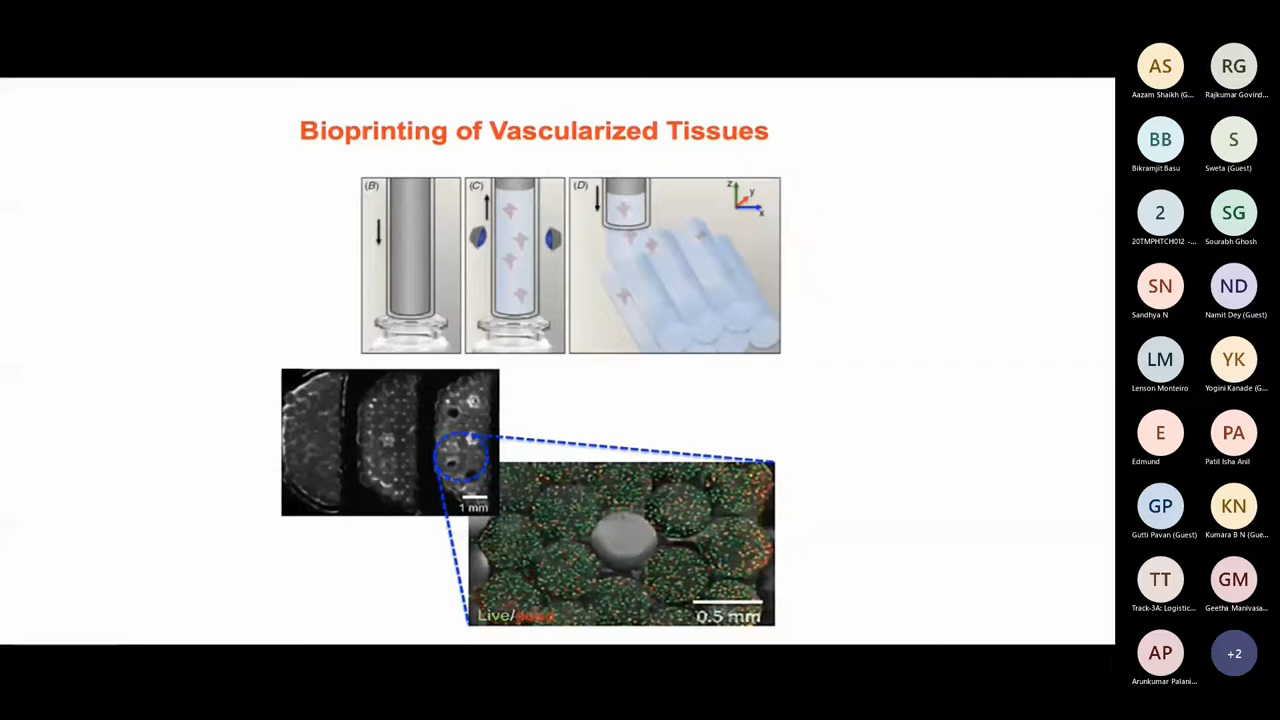 Bioprinting of Vascularized Tissues
(B)
(C)
(D)
z
y
x
1 mm
Live/
0.5 mm
AS
Aazam Shaikh (G...
RG
Rajkumar Govind...
BB
Bikramjit Basu
S
Sweta (Guest)
2
20TMPHTCH012 -...
SG
Sourabh Ghosh
SN
Sandhya N
ND
Namit Dey (Guest)
LM
Lenson Monteiro
YK
Yogini Kanade (G...
E
Edmund
PA
Patil Isha Anil
GP
Gutti Pavan (Guest)
KN
Kumara B N (Gue...
TT
Track-3A: Logistic...
GM
Geetha Manivasa...
AP
Arunkumar Palani...
+2